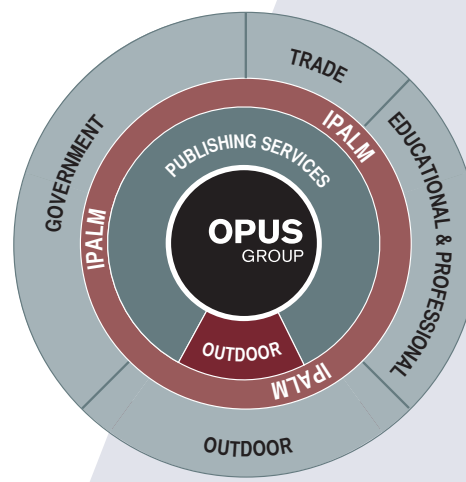 TRADE
GOVERNMENT
EDUCATIONAL & PROFESSIONAL
IPALM
IPALM
PUBLISHING SERVICES
OPUS
GROUP
OUTDOOR
IPALM
OUTDOOR